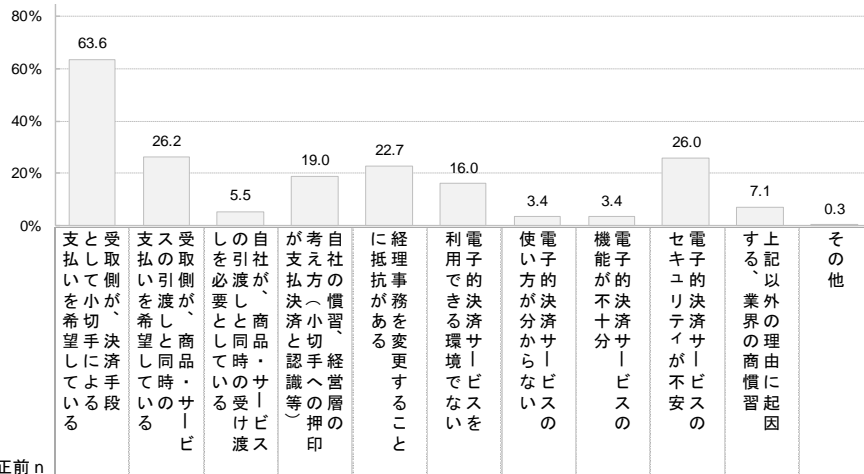 80%
60%
40%
20%
0%
63.6
26.2
5.5
19.0
22.7
16.0
3.4
3.4
26.0
7.1
0.3
受取側が、決済手段
として小切手による
支払いを希望している
受取側が、商品・サービ
スの引渡しと同時の
支払いを希望している
自社が、商品・サービス
の引渡しと同時の受け渡
しを必要としている
自社の慣習、経営層の
考え方（小切手への押印
が支払決済と認識等）
経理事務を変更すること
に抵抗がある
電子的決済サービスを
利用できる環境でない
電子的決済サービスの
使い方が分からない
電子的決済サービスの
機能が不十分
電子的決済サービスの
セキュリティが不安
上記以外の理由に起因
する、業界の商慣習
その他
正前n